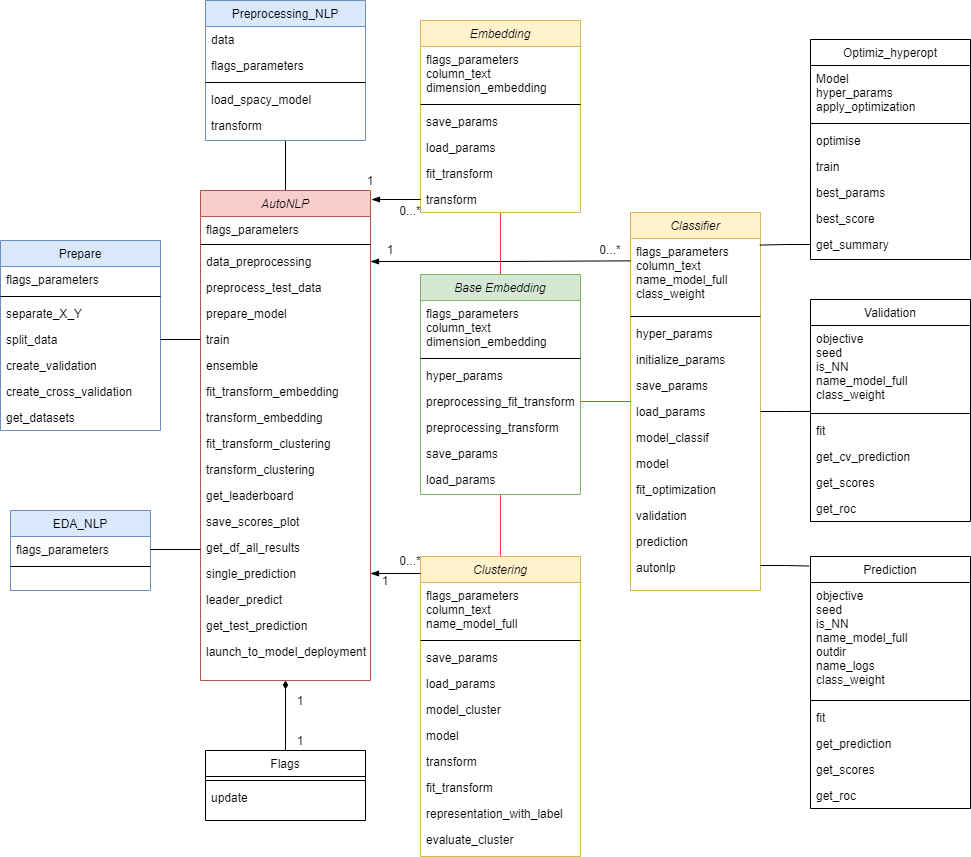 Preprocessing_NLP
data
flags_parameters
load_spacy_model
transform
Embedding
flags_parameters
column_text
dimension_embedding
save_params
load_params
fit_transform
transform
Optimiz_hyperopt
Model
hyper_params
apply_optimization
optimise
train
best_params
best_score
get_summary
1
0...*
AutoNLP
flags_parameters
data_preprocessing
preprocess_test_data
prepare_model
train
ensemble
fit_transform_embedding
transform_embedding
fit_transform_clustering
transform_clustering
get_leaderboard
save_scores_plot
get_df_all_results
single_prediction
leader_predict
get_test_prediction
launch_to_model_deployment
1
0...*
Classifier
flags_parameters
column_text
name_model_full
class_weight
hyper_params
initialize_params
save_params
load_params
model_classif
model
fit_optimization
validation
prediction
autonlp
Prepare
flags_parameters
separate_X_Y
split_data
create_validation
create_cross_validation
get_datasets
Base Embedding
flags_parameters
column_text
dimension_embedding
hyper_params
preprocessing_fit_transform
preprocessing_transform
save_params
load_params
Validation
objective
seed
is_NN
name_model_full
class_weight
fit
get_cv_prediction
get_scores
get_roc
EDA_NLP
flags_parameters
0...*
1
Clustering
flags_parameters
column_text
name_model_full
save_params
load_params
model_cluster
model
transform
fit_transform
representation_with_label
evaluate_cluster
Prediction
objective
seed
is_NN
name_model_full
outdir
name_logs
class_weight
fit
get_prediction
get_scores
get_roc
1
1
Flags
update